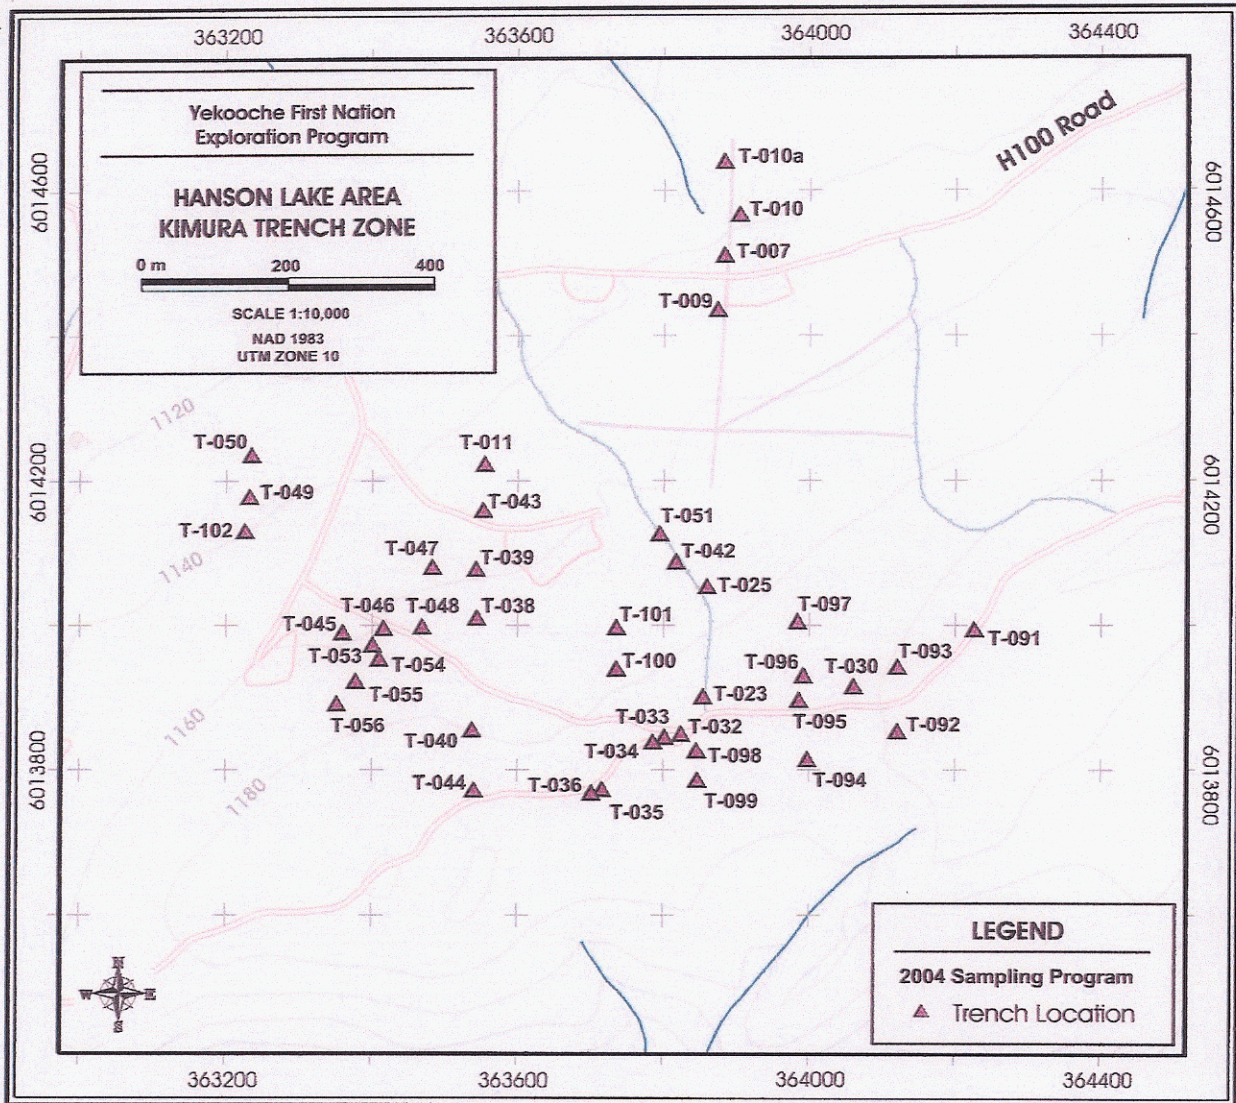 363200 363600 364000 364400
Yekooche First Nation
Exploration Program
HANSON LAKE AREA
KIMURA TRENCH ZONE
0 m 200 400
SCALE 1:10,000
NAD 1983
UTM ZONE 10
H100 Road
T-010a
6014600
6014600
T-010
T-007
T-009
1120
T-050
T-011
6014200
6014200
T-049
T-043
T-102
T-051
1140
T-047
T-039
T-042
T-025
T-046
T-048
T-038
T-101
T-097
T-045
T-091
T-053
T-054
T-100
T-096
T-030
T-093
T-055
T-023
1160
T-056
T-033
T-032
T-095
T-092
T-040
T-034
T-098
T-094
6013800
6013800
1180
T-044
T-036
T-035
T-099
LEGEND
2004 Sampling Program
Trench Location
N
W E
S
363200 363600 364000 364400